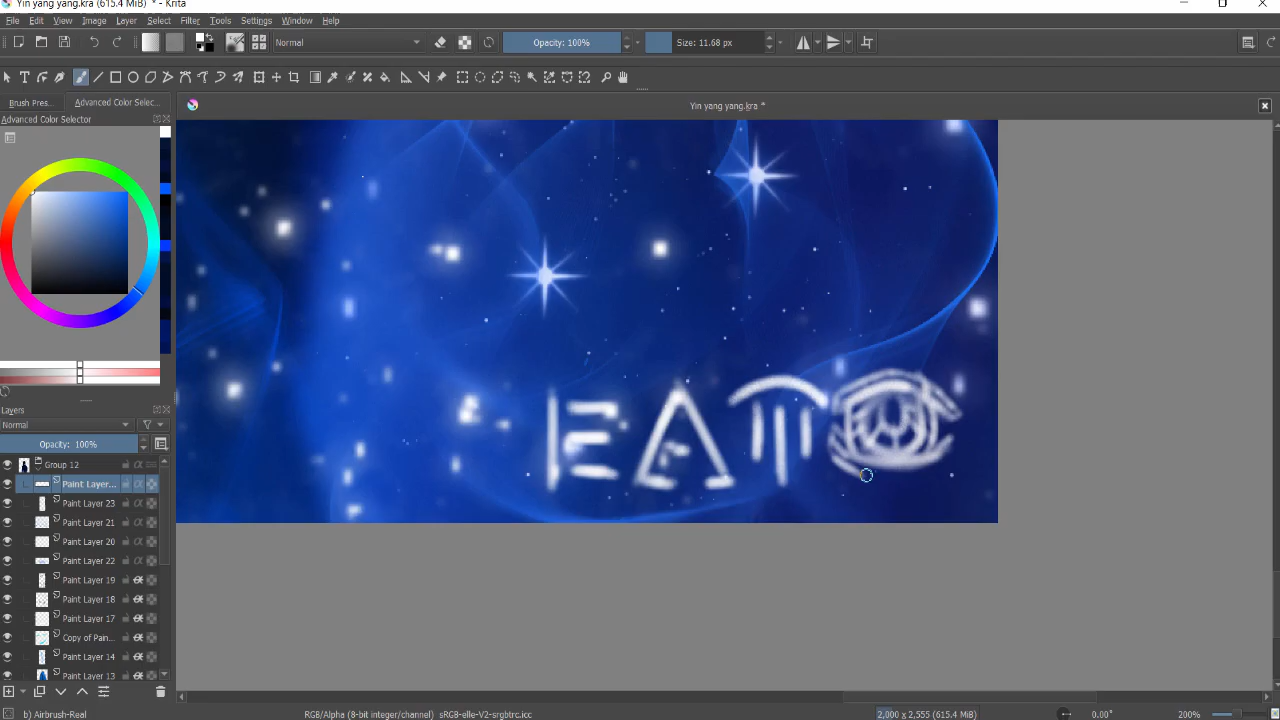 Yin yang yang.kra (615.4 MiB) * - Krita
File Edit View Image Layer Select Filter Tools Settings Window Help
Normal Opacity: 100% Size: 11.68 px
Brush Pres... Advanced Color Selec... Yin yang yang.kra *
Advanced Color Selector
Layers
Normal
Opacity: 100%
Group 12
Paint Layer...
Paint Layer 23
Paint Layer 21
Paint Layer 20
Paint Layer 22
Paint Layer 19
Paint Layer 18
Paint Layer 17
Copy of Pain...
Paint Layer 14
Paint Layer 13
EAT
b) Airbrush-Real RGB/Alpha (8-bit integer/channel) sRGB-elle-V2-srgbtrc.icc 2,000 x 2,555 (615.4 MiB) 0.00° 200%